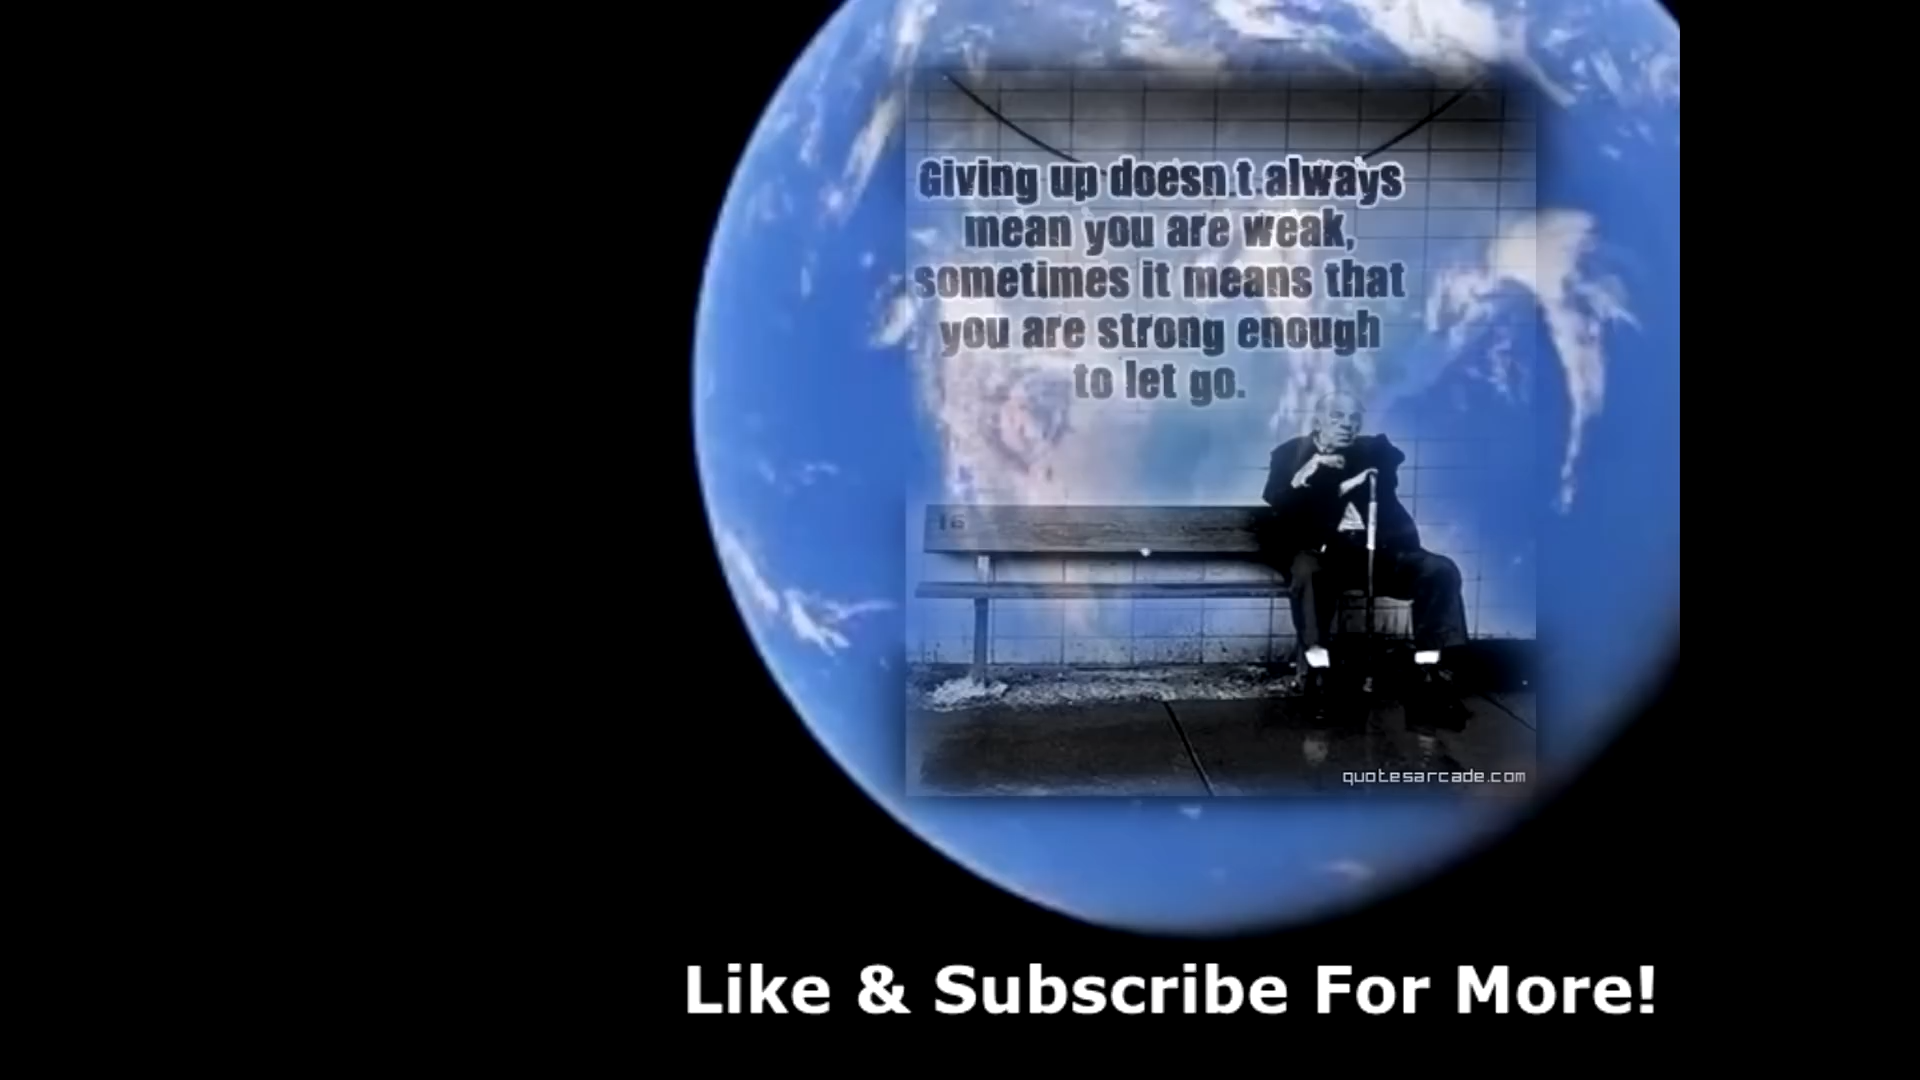 Giving up doesn.t always
mean you are weak,
sometimes it means that
you are strong enough
to let go.
16
quotesarcade.com
Like & Subscribe For More!